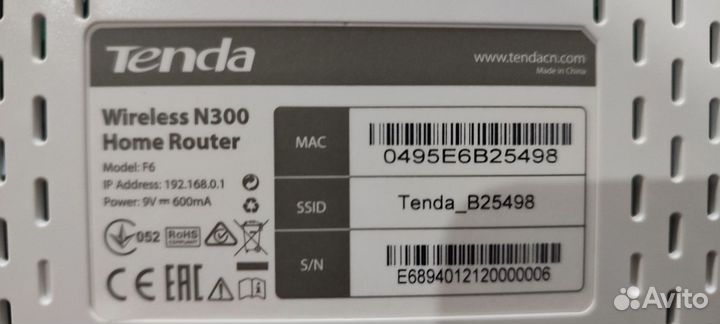 Tenda
www.tendacn.com
Made in China
Wireless N300
Home Router
Model: F6
IP Address: 192.168.0.1
Power: 9V ⎓ 600mA
052
RoHS
COMPLIANT
CE EAC
MAC
0495E6B25498
SSID
Tenda_B25498
S/N
E6894012120000006
Avito